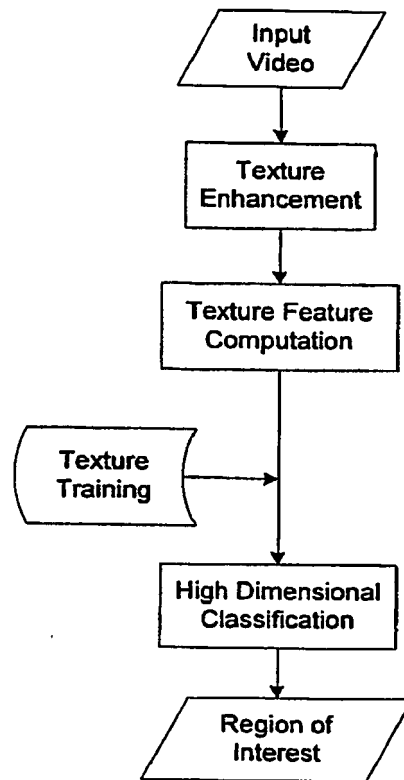 Input
Video
Texture
Enhancement
Texture Feature
Computation
Texture
Training
High Dimensional
Classification
Region of
Interest